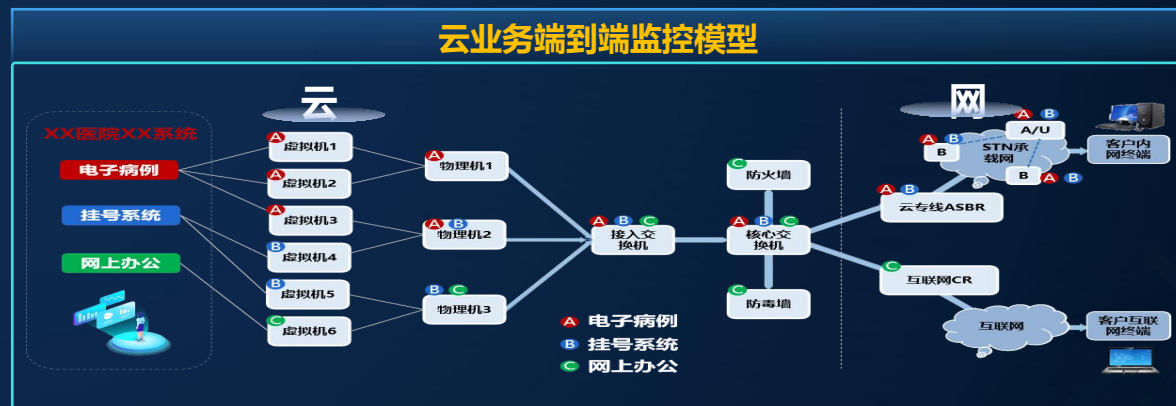 云业务端到端监控模型
云
网
XX医院XX系统
电子病例
挂号系统
网上办公
A
虚拟机1
A
虚拟机2
A
虚拟机3
B
虚拟机4
B
虚拟机5
C
虚拟机6
A
物理机1
A B
物理机2
B C
物理机3
A B C
接入交
换机
A B C
核心交
换机
C
防火墙
C
防毒墙
A 电子病例
B 挂号系统
C 网上办公
A B
云专线ASBR
C
互联网CR
A B
B
A B
A/U
STN承
载网
B
A B
客户内
网终端
互联网
客户互联
网终端